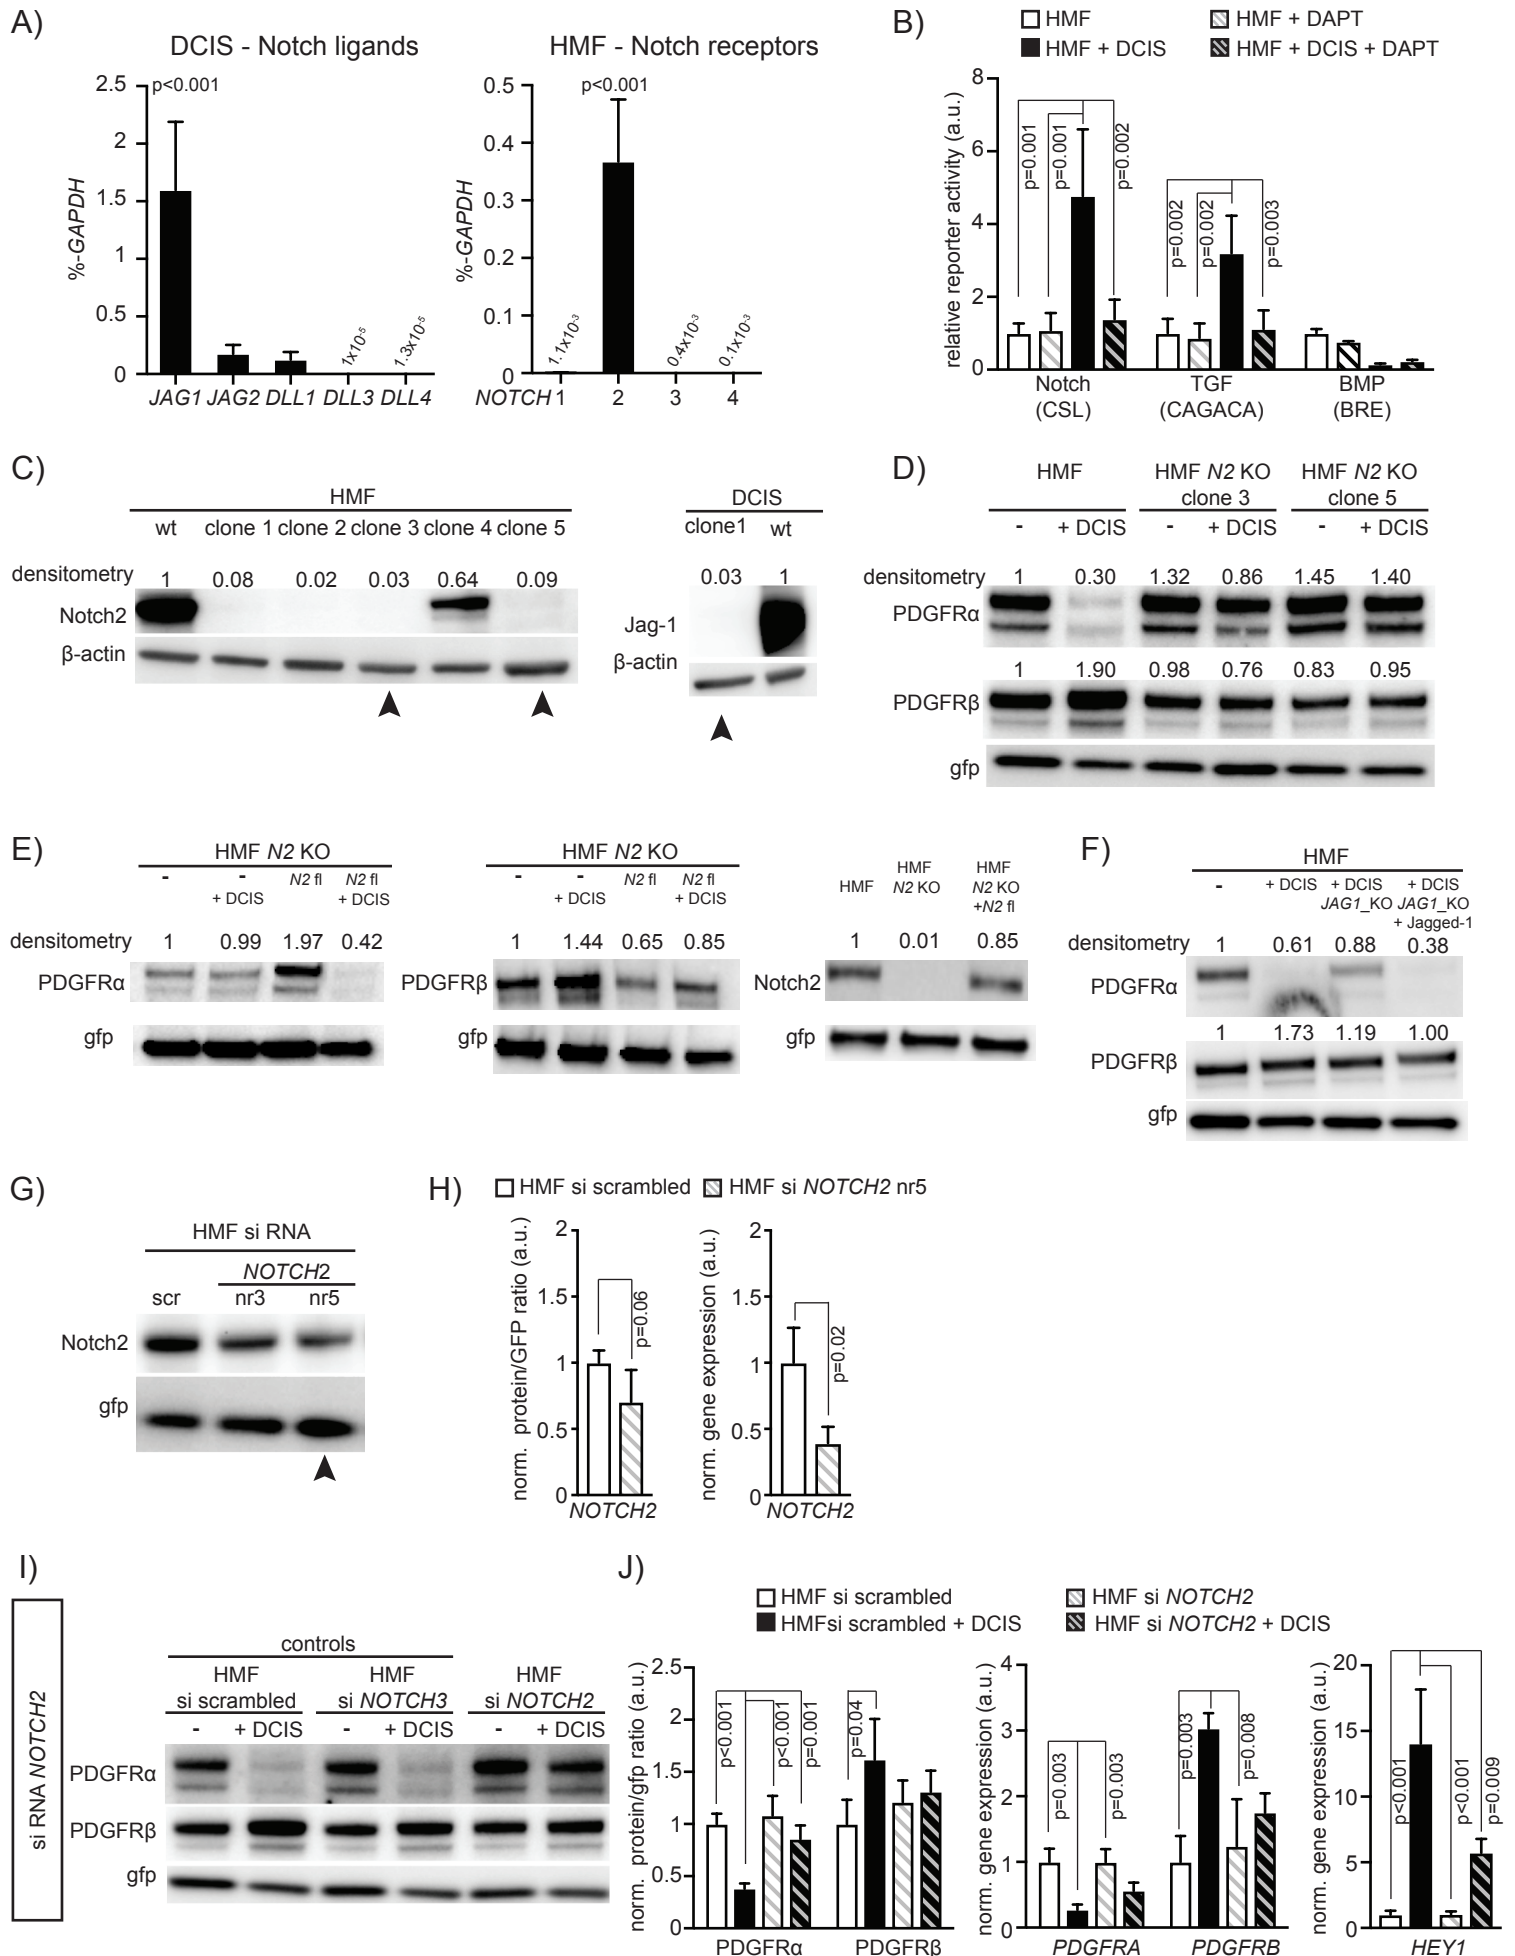 A)
DCIS - Notch ligands
%-GAPDH
2.5
2
1.5
1
0.5
0
p<0.001
1x10-5
1.3x10-5
JAG1 JAG2 DLL1 DLL3 DLL4
HMF - Notch receptors
%-GAPDH
0.5
0.4
0.3
0.2
0.1
0
p<0.001
1.1x10-3
0.4x10-3
0.1x10-3
NOTCH 1 2 3 4
B)
HMF HMF + DAPT
HMF + DCIS HMF + DCIS + DAPT
relative reporter activity (a.u.)
8
6
4
2
0
p=0.001
p=0.001
p=0.002
p=0.002
p=0.002
p=0.003
Notch TGF BMP
(CSL) (CAGACA) (BRE)
C)
HMF
wt clone 1 clone 2 clone 3 clone 4 clone 5
densitometry 1 0.08 0.02 0.03 0.64 0.09
Notch2
β-actin
DCIS
clone1 wt
0.03 1
Jag-1
β-actin
D)
HMF HMF N2 KO HMF N2 KO
clone 3 clone 5
- + DCIS - + DCIS - + DCIS
densitometry 1 0.30 1.32 0.86 1.45 1.40
PDGFRα
1 1.90 0.98 0.76 0.83 0.95
PDGFRβ
gfp
E)
HMF N2 KO
- - N2 fl N2 fl
+ DCIS + DCIS
densitometry 1 0.99 1.97 0.42
PDGFRα
gfp
HMF N2 KO
- - N2 fl N2 fl
+ DCIS + DCIS
1 1.44 0.65 0.85
PDGFRβ
gfp
HMF HMF N2 KO HMF N2 KO +N2 fl
1 0.01 0.85
Notch2
gfp
F)
HMF
- + DCIS + DCIS + DCIS
JAG1_KO JAG1_KO
+ Jagged-1
densitometry 1 0.61 0.88 0.38
PDGFRα
1 1.73 1.19 1.00
PDGFRβ
gfp
G)
HMF si RNA
NOTCH2
scr nr3 nr5
Notch2
gfp
H)
HMF si scrambled HMF si NOTCH2 nr5
norm. protein/GFP ratio (a.u.)
2
1.5
1
0.5
0
p=0.06
NOTCH2
norm. gene expression (a.u.)
2
1.5
1
0.5
0
p=0.02
NOTCH2
I)
si RNA NOTCH2
controls
HMF HMF HMF
si scrambled si NOTCH3 si NOTCH2
- + DCIS - + DCIS - + DCIS
PDGFRα
PDGFRβ
gfp
J)
HMF si scrambled HMF si NOTCH2
HMFsi scrambled + DCIS HMF si NOTCH2 + DCIS
norm. protein/gfp ratio (a.u.)
2.5
2
1.5
1
0.5
0
p<0.001
p<0.001
p=0.001
p=0.04
PDGFRα PDGFRβ
norm. gene expression (a.u.)
4
3
2
1
0
p=0.003
p=0.003
p=0.003
p=0.008
PDGFRA PDGFRB
norm. gene expression (a.u.)
20
15
10
5
0
p<0.001
p<0.001
p=0.009
HEY1